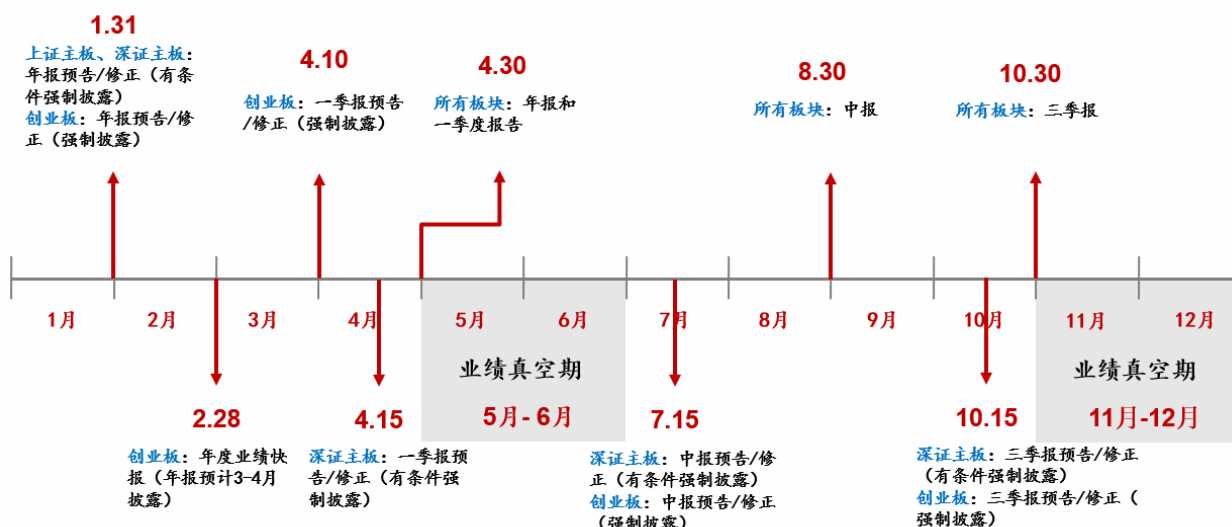 1.31
上证主板、深证主板：
年报预告/修正（有条
件强制披露）
创业板：年报预告/修
正（强制披露）
4.10
创业板：一季报预告
/修正（强制披露）
4.30
所有板块：年报和
一季度报告
8.30
所有板块：中报
10.30
所有板块：三季报
1月
2月
3月
4月
5月
6月
7月
8月
9月
10月
11月
12月
业绩真空期
5月- 6月
业绩真空期
11月-12月
2.28
创业板：年度业绩快
报（年报预计3-4月
披露）
4.15
深证主板：一季报预
告/修正（有条件强
制披露）
7.15
深证主板：中报预告/修
正（有条件强制披露）
创业板：中报预告/修正
（强制披露）
10.15
深证主板：三季报预告/修正
（有条件强制披露）
创业板：三季报预告/修正（
强制披露）